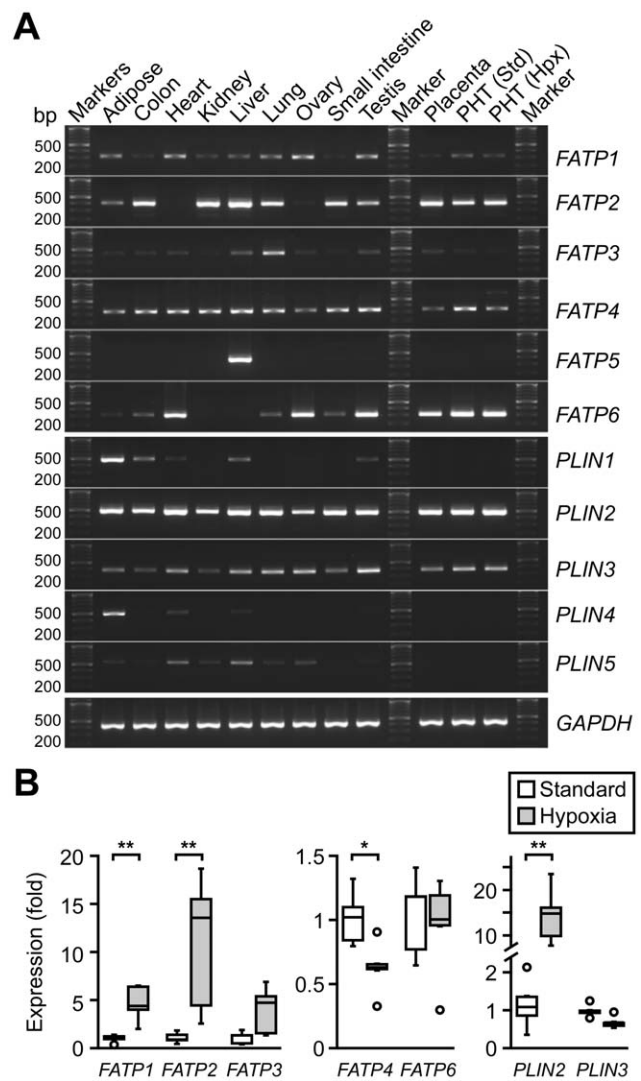 A
bp Markers Adipose Colon Heart Kidney Liver Lung Ovary Small intestine Testis Marker Placenta PHT (Std) PHT (Hpx) Marker
500
200 FATP1
500
200 FATP2
500
200 FATP3
500
200 FATP4
500
200 FATP5
500
200 FATP6
500
200 PLIN1
500
200 PLIN2
500
200 PLIN3
500
200 PLIN4
500
200 PLIN5
500
200 GAPDH
B
Standard
Hypoxia
Expression (fold)
20
15
10
5
0
** **
FATP1 FATP2 FATP3
1.5
1
0.5
0
*
FATP4 FATP6
20
10
2
1
0
**
PLIN2 PLIN3